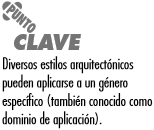 PUNTO
CLAVE
Diversos estilos arquitectónicos
pueden aplicarse a un género
específico (también conocido como
dominio de aplicación).